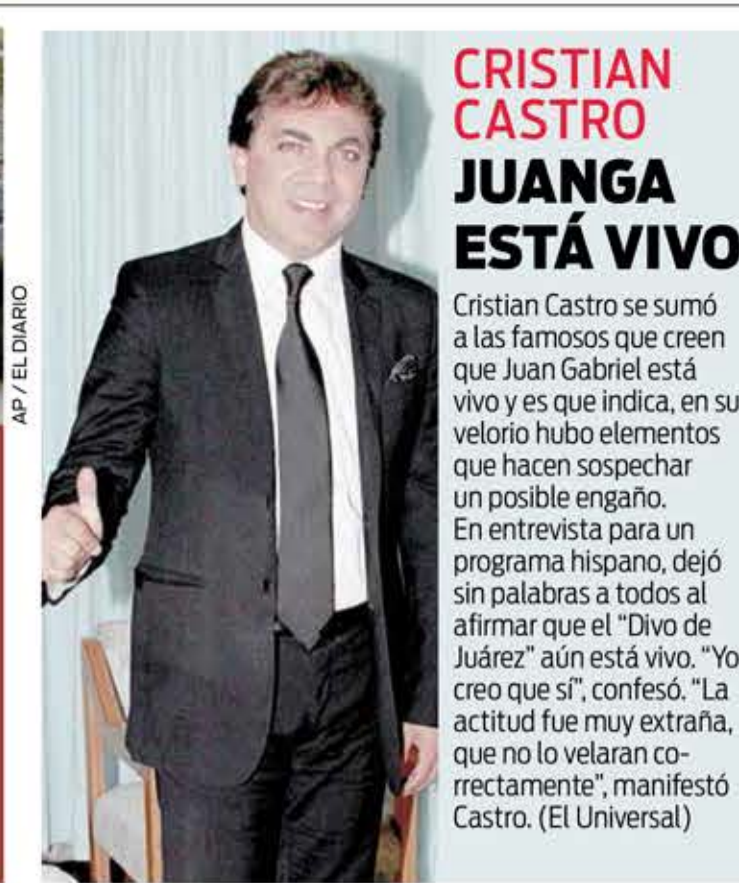 AP / EL DIARIO
CRISTIAN
CASTRO
JUANGA
ESTÁ VIVO
Cristian Castro se sumó
a las famosos que creen
que Juan Gabriel está
vivo y es que indica, en su
velorio hubo elementos
que hacen sospechar
un posible engaño.
En entrevista para un
programa hispano, dejó
sin palabras a todos al
afirmar que el “Divo de
Juárez” aún está vivo. “Yo
creo que sí”, confesó. “La
actitud fue muy extraña,
que no lo velaran co-
rrectamente”, manifestó
Castro. (El Universal)